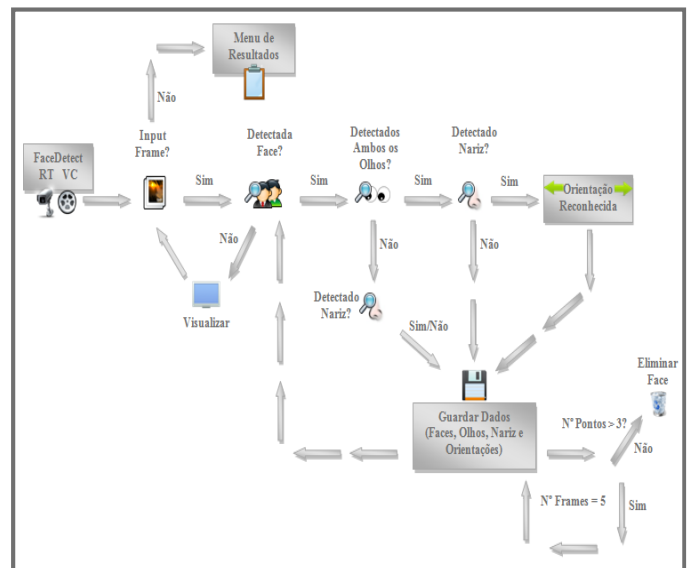 Menu de
Resultados
Não
Input
Frame?
Detectada
Face?
Detectados
Ambos os
Olhos?
Detectado
Nariz?
FaceDetect
RT VC
Sim
Sim
Sim
Sim
Orientação
Reconhecida
Não
Não
Não
Visualizar
Detectado
Naríz?
Sim/Não
Eliminar
Face
Guardar Dados
(Faces, Olhos, Naríz e
Orientações)
Nº Pontos > 3?
Não
Nº Frames = 5
Sim